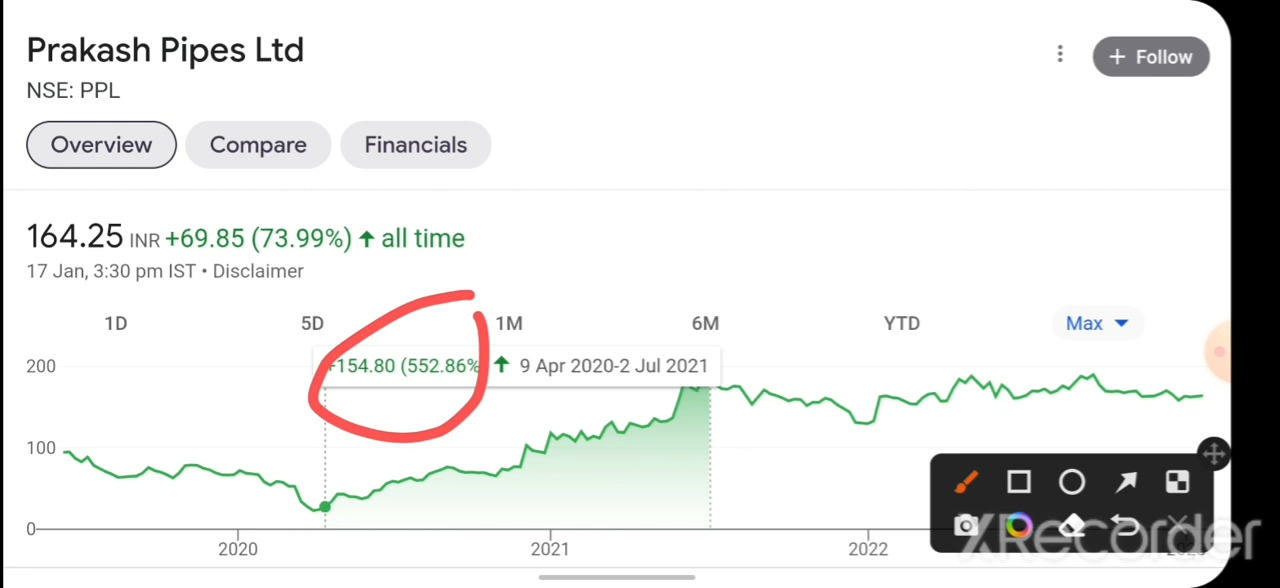 Prakash Pipes Ltd
+ Follow
NSE: PPL
Overview Compare Financials
164.25 INR +69.85 (73.99%) ↑ all time
17 Jan, 3:30 pm IST • Disclaimer
1D 5D 1M 6M YTD Max
+154.80 (552.86% ↑ 9 Apr 2020-2 Jul 2021
200
100
0
2020 2021 2022 2023
XRecorder